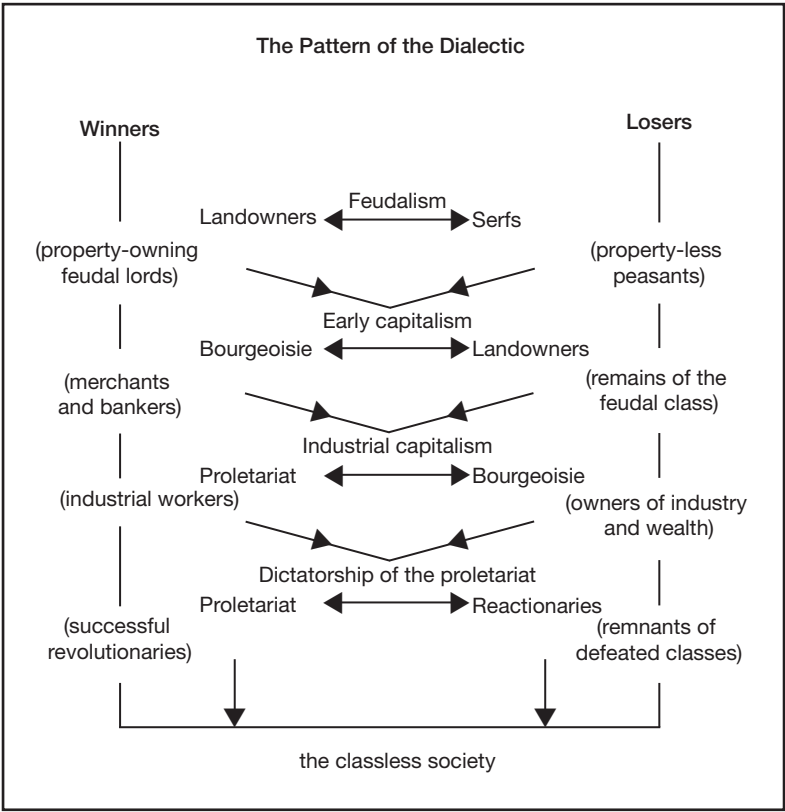 The Pattern of the Dialectic
Winners
Losers
Feudalism
Landowners
Serfs
(property-owning
feudal lords)
(property-less
peasants)
Early capitalism
Bourgeoisie
Landowners
(merchants
and bankers)
(remains of the
feudal class)
Industrial capitalism
Proletariat
Bourgeoisie
(industrial workers)
(owners of industry
and wealth)
Dictatorship of the proletariat
Proletariat
Reactionaries
(successful
revolutionaries)
(remnants of
defeated classes)
the classless society